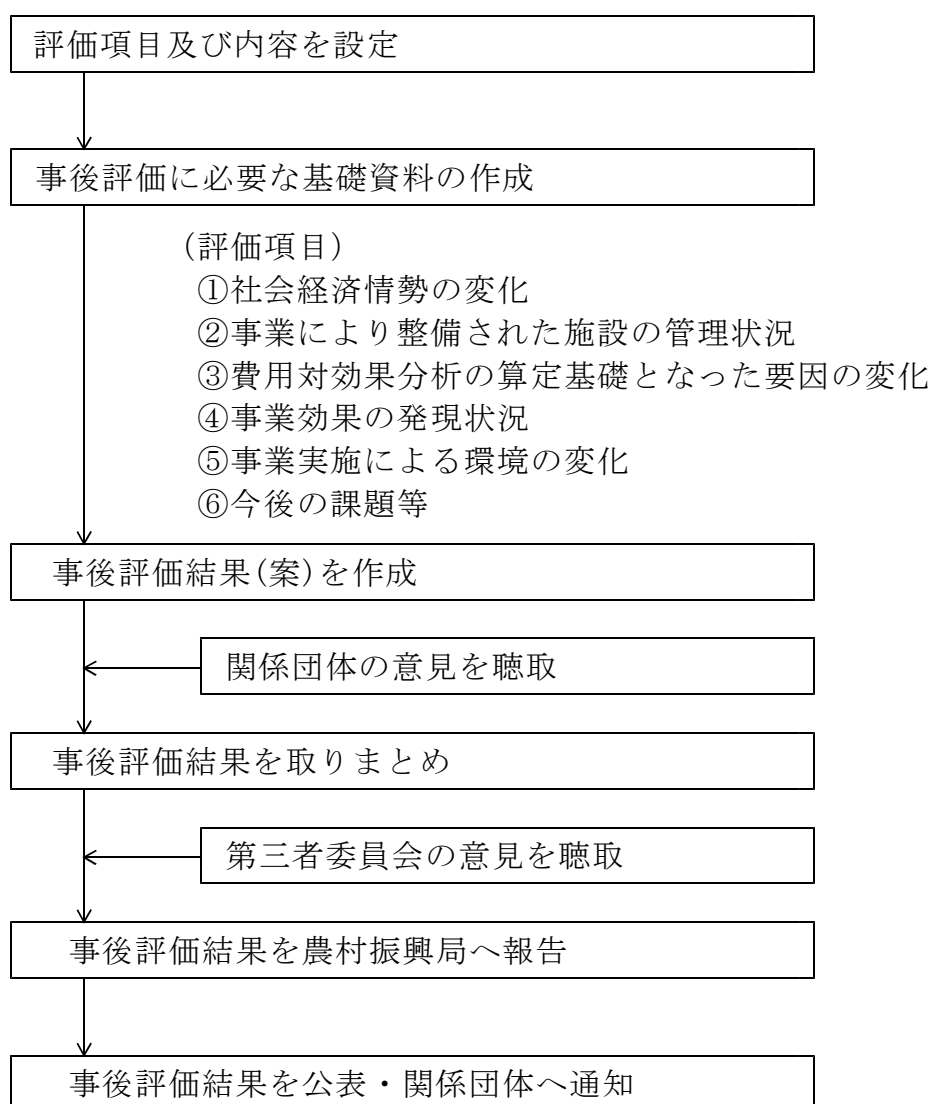 評価項目及び内容を設定
事後評価に必要な基礎資料の作成
(評価項目)
①社会経済情勢の変化
②事業により整備された施設の管理状況
③費用対効果分析の算定基礎となった要因の変化
④事業効果の発現状況
⑤事業実施による環境の変化
⑥今後の課題等
事後評価結果(案)を作成
関係団体の意見を聴取
事後評価結果を取りまとめ
第三者委員会の意見を聴取
事後評価結果を農村振興局へ報告
事後評価結果を公表・関係団体へ通知